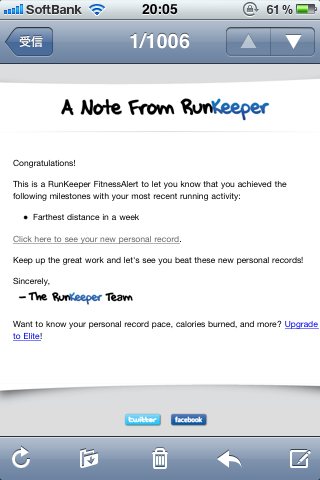 SoftBank 20:05 61%
受信 1/1006
A Note From RunKeeper
Congratulations!
This is a RunKeeper FitnessAlert to let you know that you achieved the
following milestones with your most recent running activity:
• Farthest distance in a week
Click here to see your new personal record.
Keep up the great work and let's see you beat these new personal records!
Sincerely,
– The RunKeeper Team
Want to know your personal record pace, calories burned, and more? Upgrade
to Elite!
twitter facebook